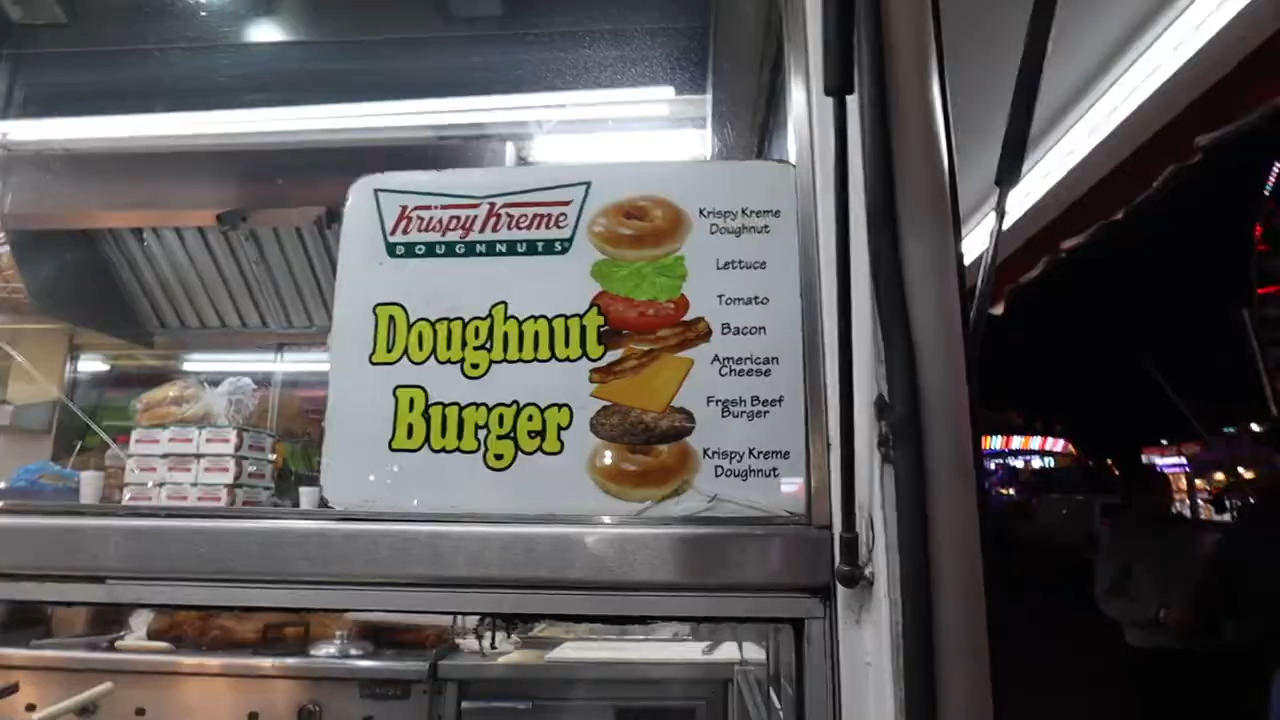 Krispy Kreme
DOUGHNUTS
Doughnut
Burger
Krispy Kreme
Doughnut
Lettuce
Tomato
Bacon
American
Cheese
Fresh Beef
Burger
Krispy Kreme
Doughnut